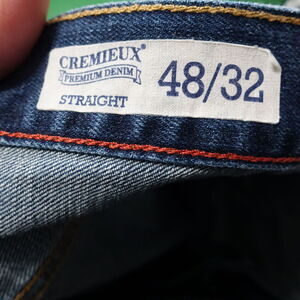 CREMIEUX®
PREMIUM DENIM
STRAIGHT
48/32